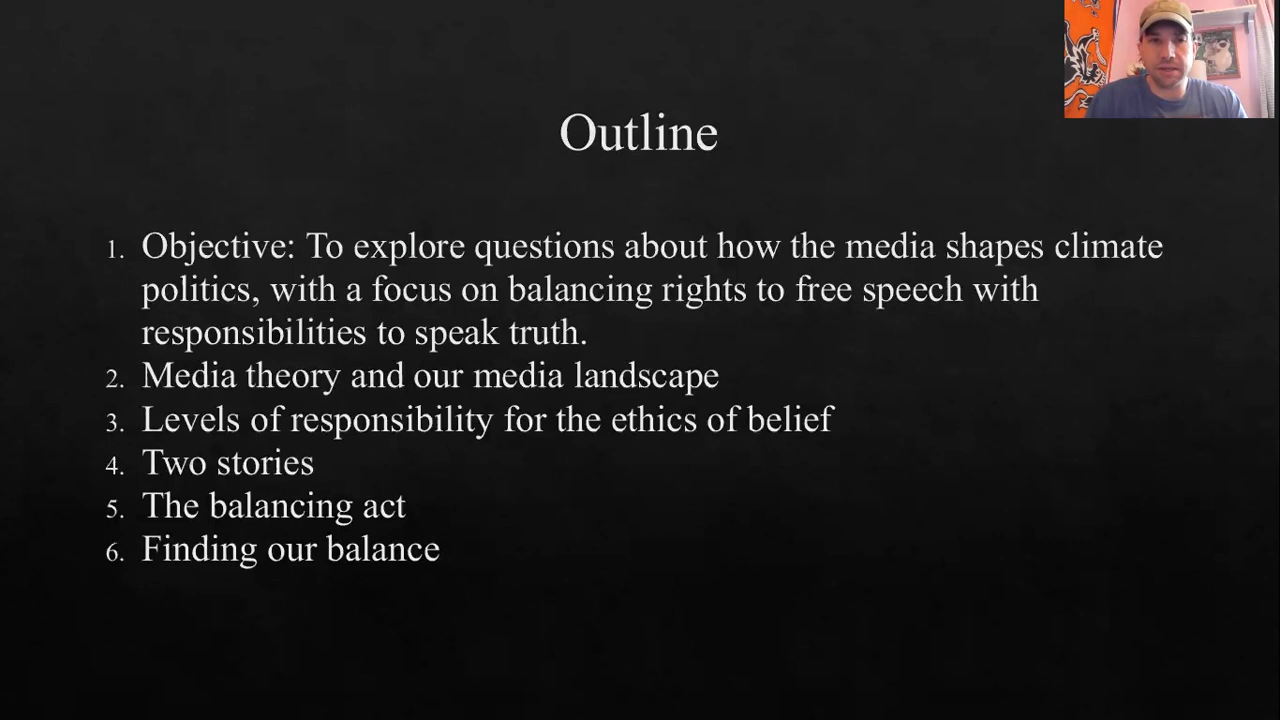 Outline
1. Objective: To explore questions about how the media shapes climate
politics, with a focus on balancing rights to free speech with
responsibilities to speak truth.
2. Media theory and our media landscape
3. Levels of responsibility for the ethics of belief
4. Two stories
5. The balancing act
6. Finding our balance